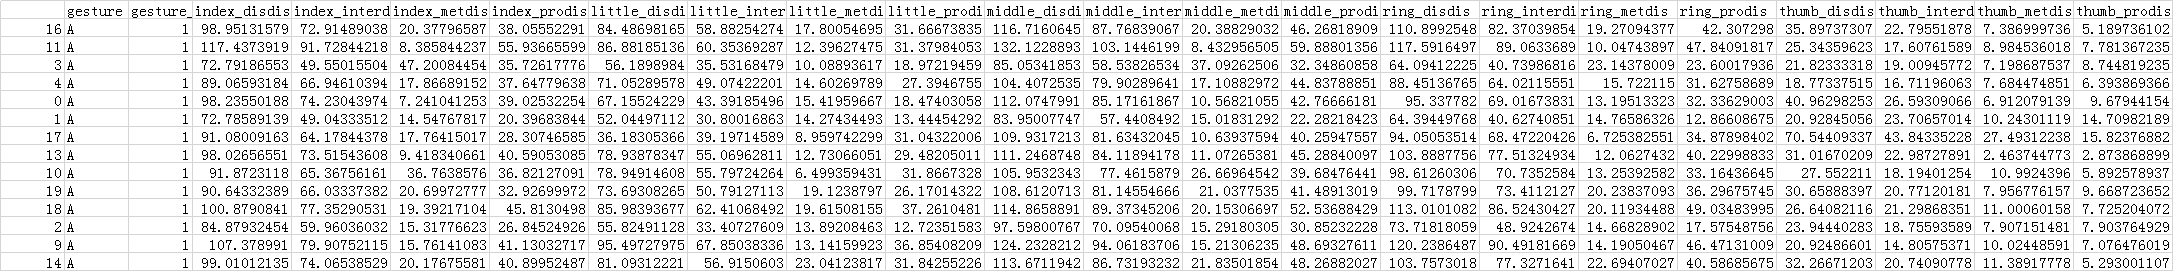 gesture gesture_ index_disdis index_interd index_metdis index_prodis little_disdi little_inter little_metdi little_prodi middle_disdi middle_inter middle_metdi middle_prodi ring_disdis ring_interdi ring_metdis ring_prodis thumb_disdis thumb_interd thumb_metdis thumb_prodis
16 A 1 98.95131579 72.91489038 20.37796587 38.05552291 84.48698165 58.88254274 17.80054695 31.66673835 116.7160645 87.76839067 20.38829032 46.26818909 110.8992548 82.37039854 19.27094377 42.307298 35.89737307 22.79551878 7.386999736 5.189736102
11 A 1 117.4373919 91.72844218 8.385844237 55.93665599 86.88185136 60.35369287 12.39627475 31.37984053 132.1228893 103.1446199 8.432956505 59.88801356 117.5916497 89.0633689 10.04743897 47.84091817 25.34359623 17.60761589 8.984536018 7.781367235
3 A 1 72.79186553 49.55015504 47.20084454 35.72617776 56.1898984 35.53168479 10.08893617 18.97219459 85.05341853 58.53826534 37.09262506 32.34860858 64.09412225 40.73986816 23.14378009 23.60017936 21.82333318 19.00945772 7.198687537 8.744819235
4 A 1 89.06593184 66.94610394 17.86689152 37.64779638 71.05289578 49.07422201 14.60269789 27.3946755 104.4072535 79.90289641 17.10882972 44.83788851 88.45136765 64.02115551 15.722115 31.62758689 18.77337515 16.71196063 7.684474851 6.393869366
0 A 1 98.23550188 74.23043974 7.241041253 39.02532254 67.15524229 43.39185496 15.41959667 18.47403058 112.0747991 85.17161867 10.56821055 42.76666181 95.337782 69.01673831 13.19513323 32.33629003 40.96298253 26.59309066 6.912079139 9.67944154
1 A 1 72.78589139 49.04333512 14.54767817 20.39683844 52.04497112 30.80016863 14.27434493 13.44454292 83.95007747 57.4408492 15.01831292 22.28218423 64.39449768 40.62740851 14.76586326 12.86608675 20.92845056 23.70657014 10.24301119 14.70982189
17 A 1 91.08009163 64.17844378 17.76415017 28.30746585 36.18305366 39.19714589 8.959742299 31.04322006 109.9317213 81.63432045 10.63937594 40.25947557 94.05053514 68.47220426 6.725382551 34.87898402 70.54409337 43.84335228 27.49312238 15.82376882
13 A 1 98.02656551 73.51543608 9.418340661 40.59053085 78.93878347 55.06962811 12.73066051 29.48205011 111.2468748 84.11894178 11.07265381 45.28840097 103.8887756 77.51324934 12.0627432 40.22998833 31.01670209 22.98728791 2.463744773 2.873868899
10 A 1 91.8723118 65.36756161 36.7638576 36.82127091 78.94914608 55.79724264 6.499359431 31.8667328 105.9532343 77.4615879 26.66964542 39.68476441 98.61260306 70.7352584 13.25392582 33.16436645 27.552211 18.19401254 10.9924396 5.892578937
19 A 1 90.64332389 66.03337382 20.69972777 32.92699972 73.69308265 50.79127113 19.1238797 26.17014322 108.6120713 81.14554666 21.0377535 41.48913019 99.7178799 73.4112127 20.23837093 36.29675745 30.65888397 20.77120181 7.956776157 9.668723652
18 A 1 100.8790841 77.35290531 19.39217104 45.8130498 85.98393677 62.41068492 19.61508155 37.2610481 114.8658891 89.37345206 20.15306697 52.53688429 113.0101082 86.52430427 20.11934488 49.03483995 26.64082116 21.29868351 11.00060158 7.725204072
2 A 1 84.87932454 59.96036032 15.31776623 26.84524926 55.82491128 33.40727609 13.89208463 12.72351583 97.59800767 70.09540068 15.29180305 30.85232228 73.71818059 48.9242674 14.66828902 17.57548756 23.94440283 18.75593589 7.907151481 7.903764929
9 A 1 107.378991 79.90752115 15.76141083 41.13032717 95.49727975 67.85038336 13.14159923 36.85408209 124.2328212 94.06183706 15.21306235 48.69327611 120.2386487 90.49181669 14.19050467 46.47131009 20.92486601 14.80575371 10.02448591 7.076476019
14 A 1 99.01012135 74.06538529 20.17675581 40.89952487 81.09312221 56.9150603 23.04123817 31.84255226 113.6711942 86.73193232 21.83501854 48.26882027 103.7573018 77.3271641 22.69407027 40.58685675 32.26671203 20.74090778 11.38917778 5.293001107